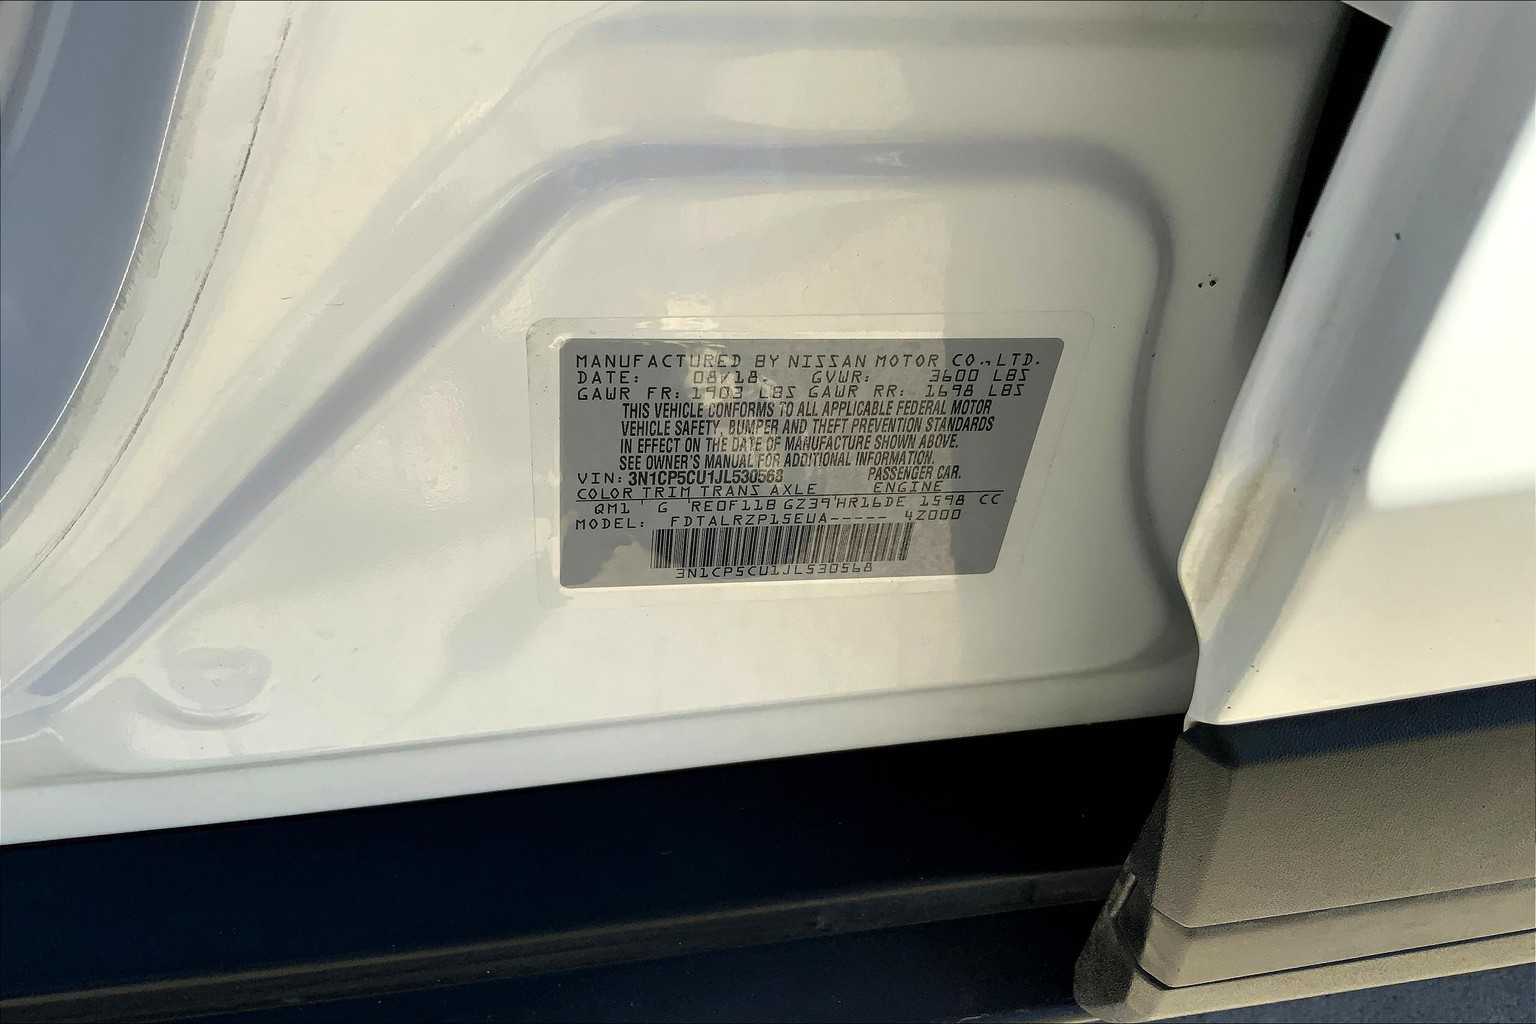 MANUFACTURED BY NISSAN MOTOR CO.,LTD.
DATE: 08/18 GVWR: 3600 LBS
GAWR FR: 1903 LBS GAWR RR: 1698 LBS
THIS VEHICLE CONFORMS TO ALL APPLICABLE FEDERAL MOTOR
VEHICLE SAFETY, BUMPER AND THEFT PREVENTION STANDARDS
IN EFFECT ON THE DATE OF MANUFACTURE SHOWN ABOVE.
SEE OWNER'S MANUAL FOR ADDITIONAL INFORMATION.
VIN: 3N1CP5CU1JL530568 PASSENGER CAR.
COLOR TRIM TRANS AXLE ENGINE
QM1 G RE0F11B GZ39 HR16DE 1598 CC
MODEL: FDTALRZP15EUA----- 4Z000
3N1CP5CU1JL530568